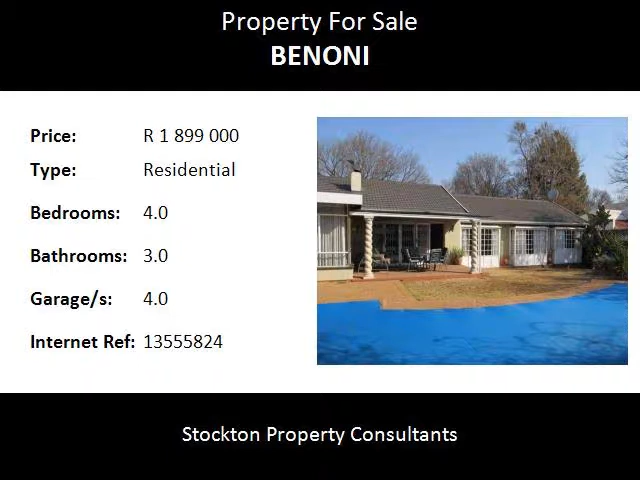 Property For Sale
BENONI
Price: R 1 899 000
Type: Residential
Bedrooms: 4.0
Bathrooms: 3.0
Garage/s: 4.0
Internet Ref: 13555824
Stockton Property Consultants